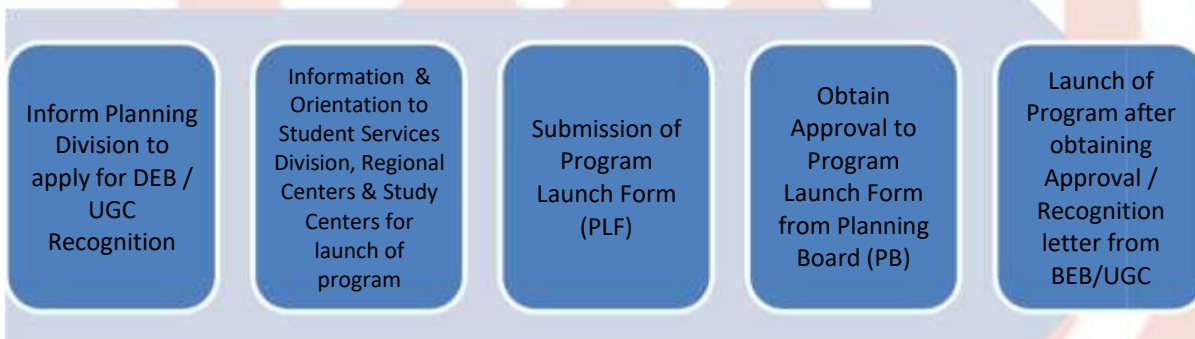 Inform Planning
Division to
apply for DEB /
UGC
Recognition
Information &
Orientation to
Student Services
Division, Regional
Centers & Study
Centers for
launch of
program
Submission of
Program
Launch Form
(PLF)
Obtain
Approval to
Program
Launch Form
from Planning
Board (PB)
Launch of
Program after
obtaining
Approval /
Recognition
letter from
BEB/UGC